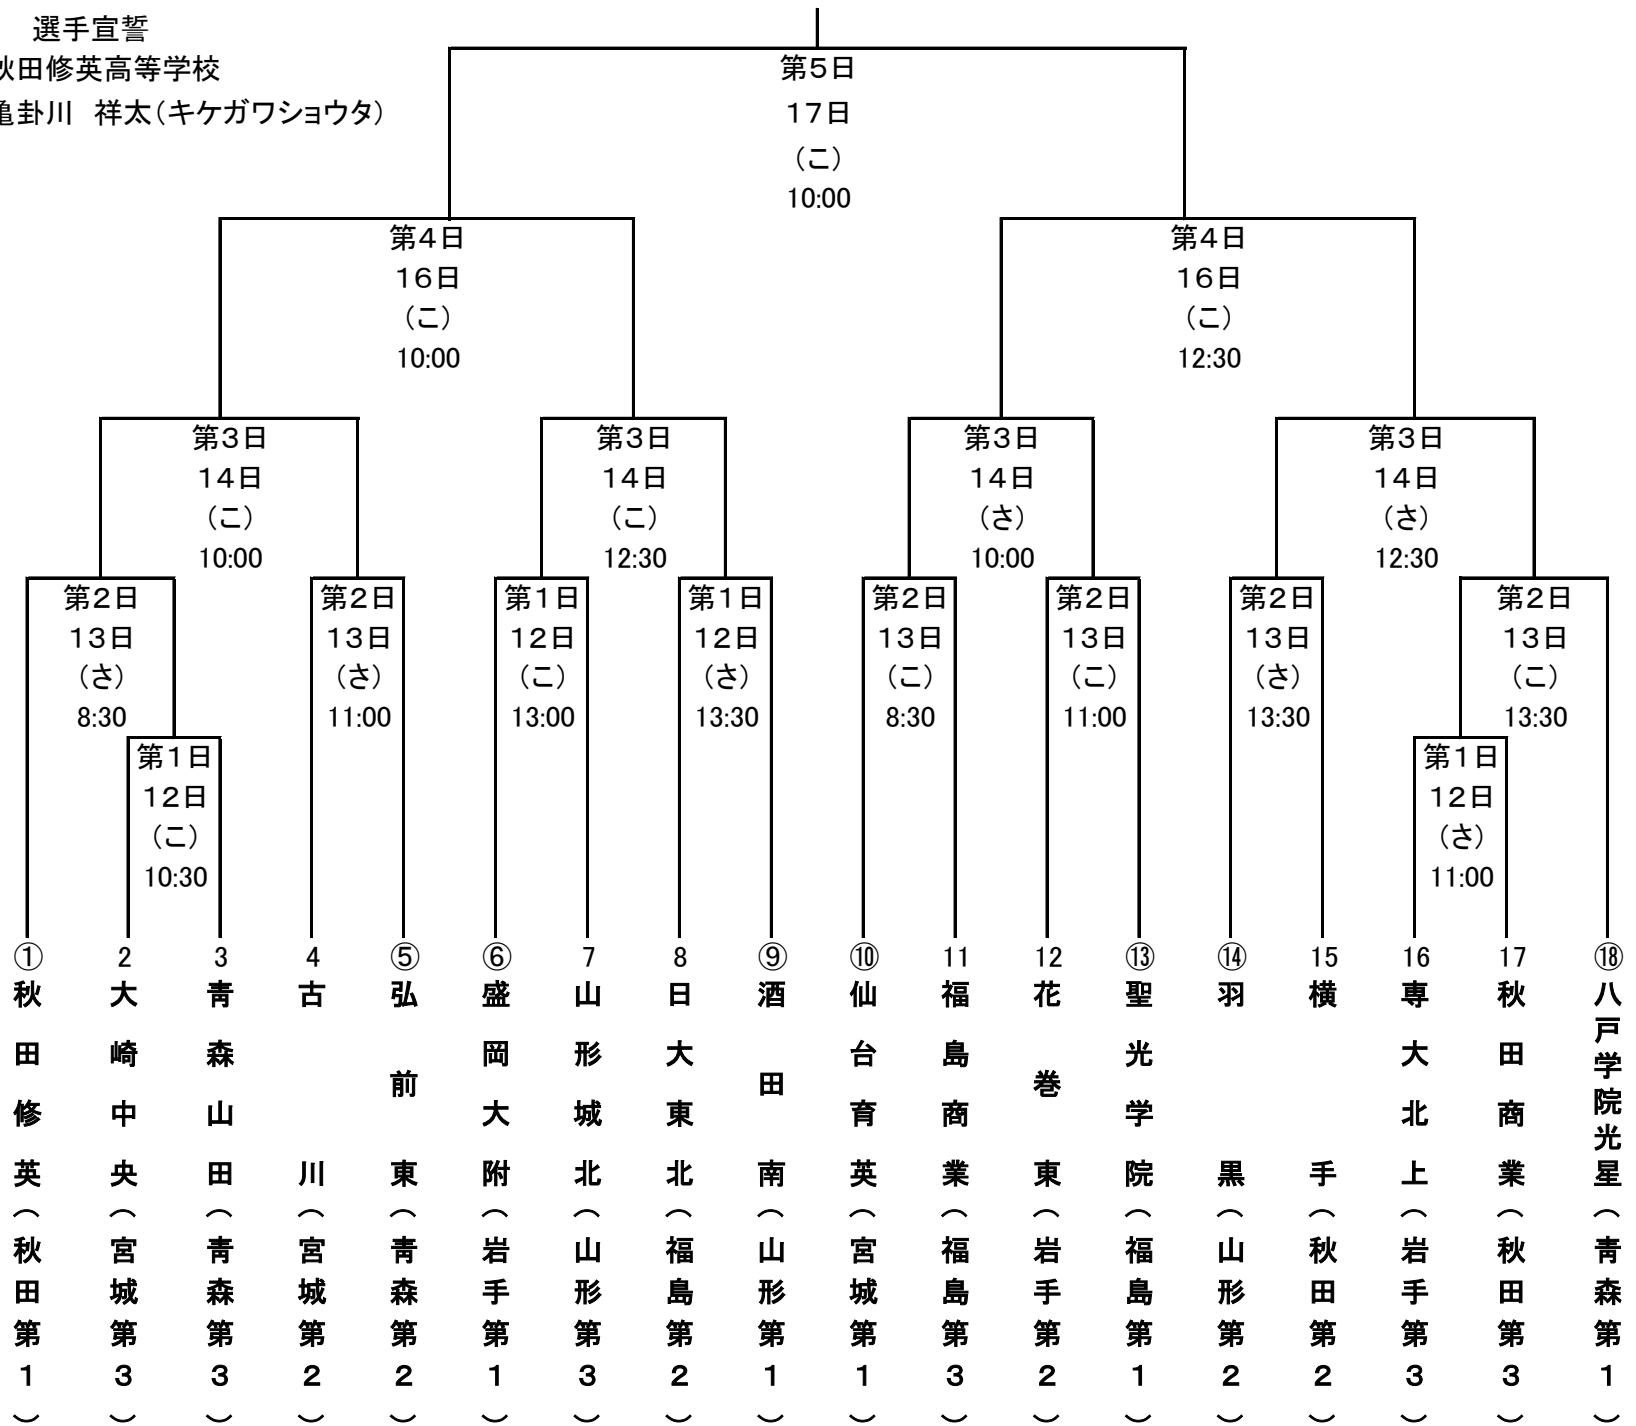 選手宣誓
秋田修英高等学校
亀卦川 祥太（キケガワショウタ）
第５日
１７日
（こ）
10:00
第４日
１６日
（こ）
10:00
第４日
１６日
（こ）
12:30
第３日
１４日
（こ）
10:00
第３日
１４日
（こ）
12:30
第３日
１４日
（さ）
10:00
第３日
１４日
（さ）
12:30
第２日
１３日
（さ）
8:30
第２日
１３日
（さ）
11:00
第１日
１２日
（こ）
13:00
第１日
１２日
（さ）
13:30
第２日
１３日
（こ）
8:30
第２日
１３日
（こ）
11:00
第２日
１３日
（さ）
13:30
第２日
１３日
（こ）
13:30
第１日
１２日
（こ）
10:30
第１日
１２日
（さ）
11:00
① 秋田修英（秋田第１）
2 大崎中央（宮城第３）
3 青森山田（青森第３）
4 古川（宮城第２）
⑤ 弘前東（青森第２）
⑥ 盛岡大附（岩手第１）
7 山形城北（山形第３）
8 日大東北（福島第２）
⑨ 酒田南（山形第１）
⑩ 仙台育英（宮城第１）
11 福島商業（福島第３）
12 花巻東（岩手第２）
⑬ 聖光学院（福島第１）
⑭ 羽黒（山形第２）
15 横手（秋田第２）
16 専大北上（岩手第３）
17 秋田商業（秋田第３）
⑱ 八戸学院光星（青森第１）